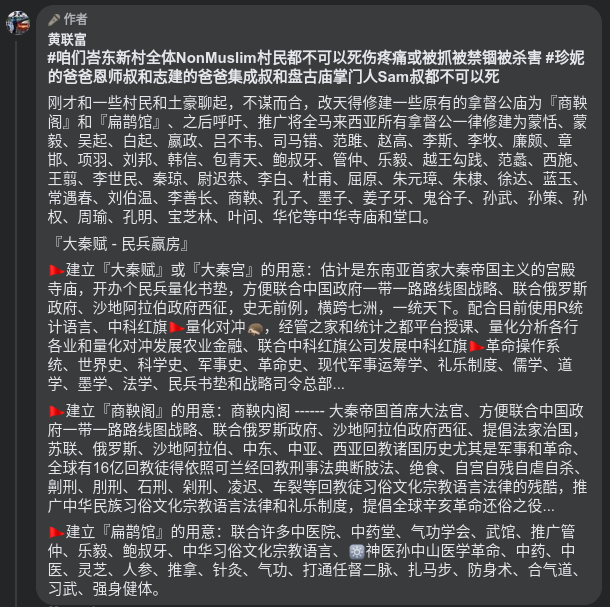 作者
黄联富
#咱们峇东新村全体NonMuslim村民都不可以死伤疼痛或被抓被禁锢被杀害 #珍妮
的爸爸恩师叔和志建的爸爸集成叔和盘古庙掌门人Sam叔都不可以死
刚才和一些村民和土豪聊起，不谋而合，改天得修建一些原有的拿督公庙为『商鞅
阁』和『扁鹊馆』、之后呼吁、推广将全马来西亚所有拿督公一律修建为蒙恬、蒙
毅、吴起、白起、嬴政、吕不韦、司马错、范雎、赵高、李斯、李牧、廉颇、章
邯、项羽、刘邦、韩信、包青天、鲍叔牙、管仲、乐毅、越王勾践、范蠡、西施、
王翦、李世民、秦琼、尉迟恭、李白、杜甫、屈原、朱元璋、朱棣、徐达、蓝玉、
常遇春、刘伯温、李善长、商鞅、孔子、墨子、姜子牙、鬼谷子、孙武、孙策、孙
权、周瑜、孔明、宝芝林、叶问、华佗等中华寺庙和堂口。
『大秦赋 - 民兵赢房』
建立『大秦赋』或『大秦宫』的用意：估计是东南亚首家大秦帝国主义的宫殿
寺庙，开办个民兵量化书垫，方便联合中国政府一带一路路线图战略、联合俄罗斯
政府、沙地阿拉伯政府西征，史无前例，横跨七洲，一统天下。配合目前使用R统
计语言、中科红旗量化对冲，经管之家和统计之都平台授课、量化分析各行
各业和量化对冲发展农业金融、联合中科红旗公司发展中科红旗革命操作系
统、世界史、科学史、军事史、革命史、现代军事运筹学、礼乐制度、儒学、道
学、墨学、法学、民兵书垫和战略司令总部...
建立『商鞅阁』的用意：商鞅内阁 ------ 大秦帝国首席大法官、方便联合中国政
府一带一路路线图战略、联合俄罗斯政府、沙地阿拉伯政府西征、提倡法家治国，
苏联、俄罗斯、沙地阿拉伯、中东、中亚、西亚回教诸国历史尤其是军事和革命、
全球有16亿回教徒得依照可兰经回教刑事法典断肢法、绝食、自宫自残自虐自杀、
劓刑、刖刑、石刑、剁刑、凌迟、车裂等回教徒习俗文化宗教语言法律的残酷，推
广中华民族习俗文化宗教语言法律和礼乐制度，提倡全球辛亥革命还俗之役...
建立『扁鹊馆』的用意：联合许多中医院、中药堂、气功学会、武馆、推广管
仲、乐毅、鲍叔牙、中华习俗文化宗教语言、神医孙中山医学革命、中药、中
医、灵芝、人参、推拿、针灸、气功、打通任督二脉、扎马步、防身术、合气道、
习武、强身健体。